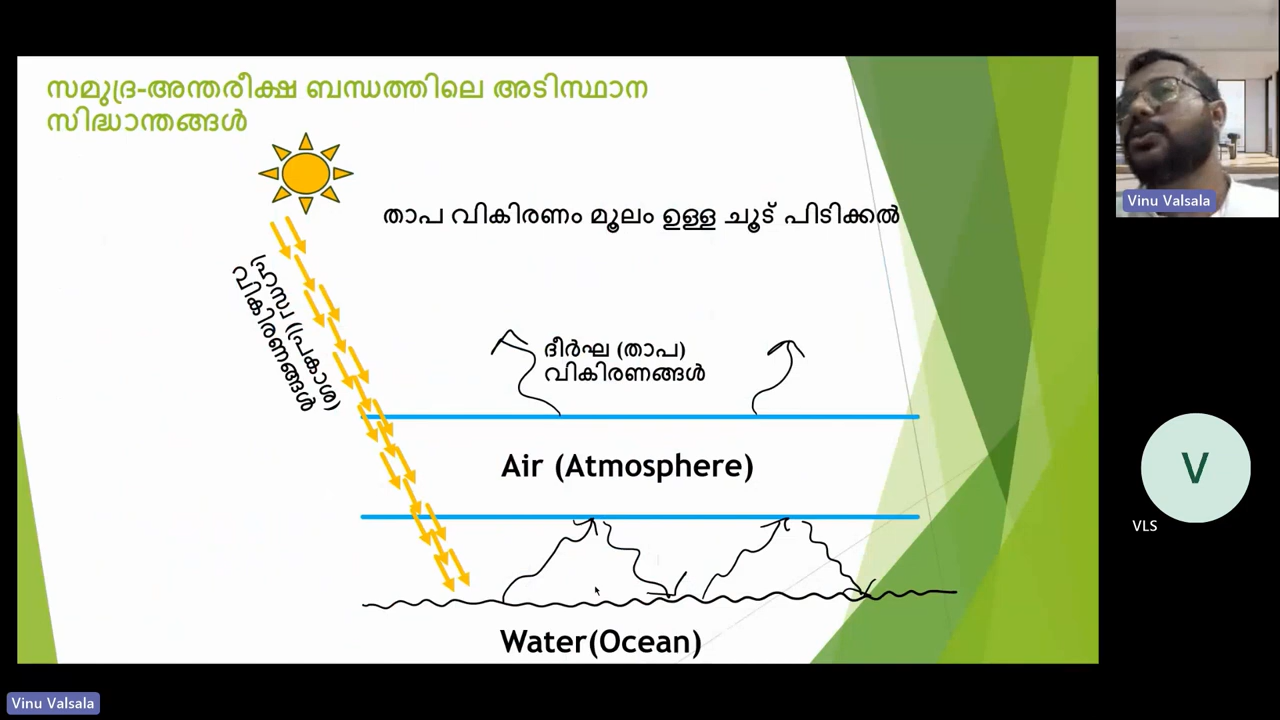 സമുദ്ര-അന്തരീക്ഷ ബന്ധത്തിലെ അടിസ്ഥാന
സിദ്ധാന്തങ്ങൾ
താപ വികിരണം മൂലം ഉള്ള ചൂട് പിടിക്കൽ
ഹ്രസ്വ (പ്രകാശ)
വികിരണങ്ങൾ
ദീർഘ (താപ)
വികിരണങ്ങൾ
Air (Atmosphere)
Water(Ocean)
Vinu Valsala
V
VLS
Vinu Valsala